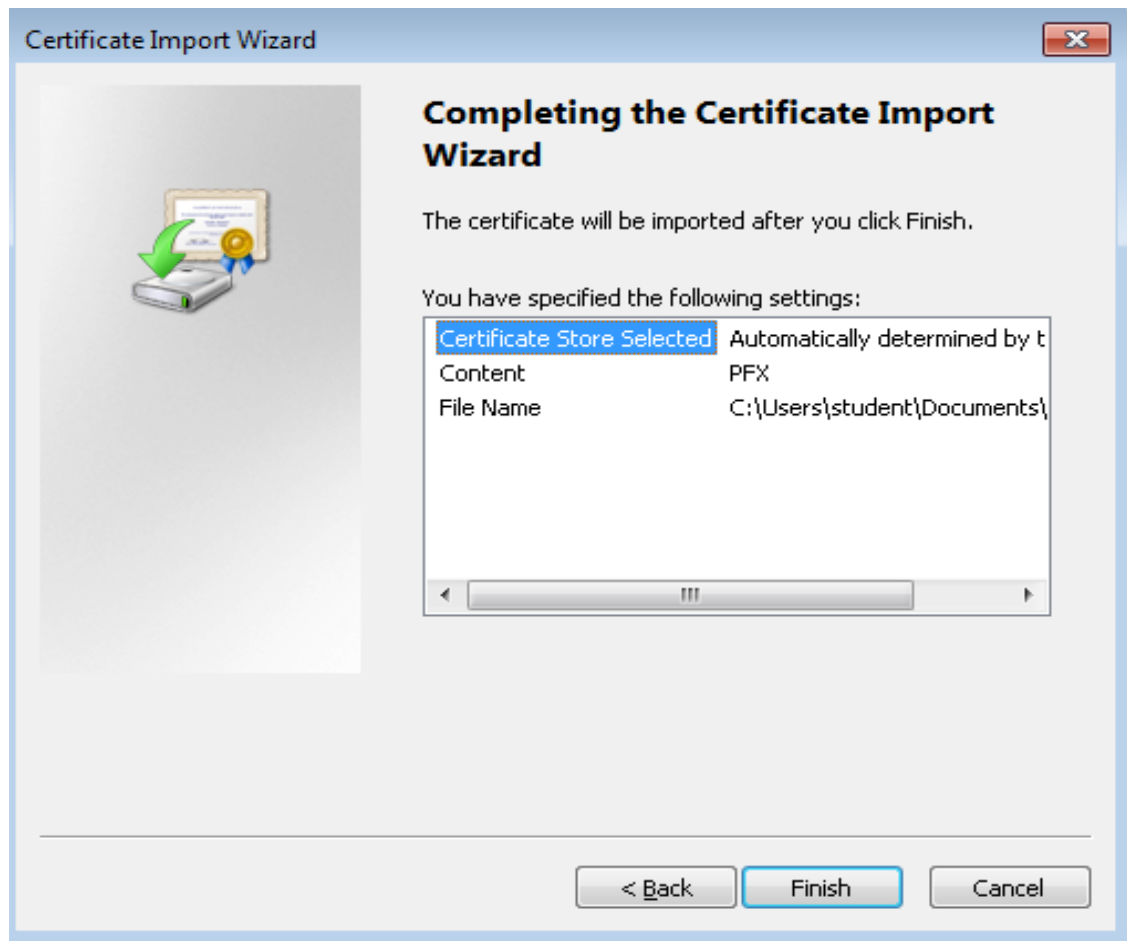 Certificate Import Wizard
Completing the Certificate Import
Wizard
The certificate will be imported after you click Finish.
You have specified the following settings:
Certificate Store Selected Automatically determined by t
Content PFX
File Name C:\Users\student\Documents\
< Back Finish Cancel